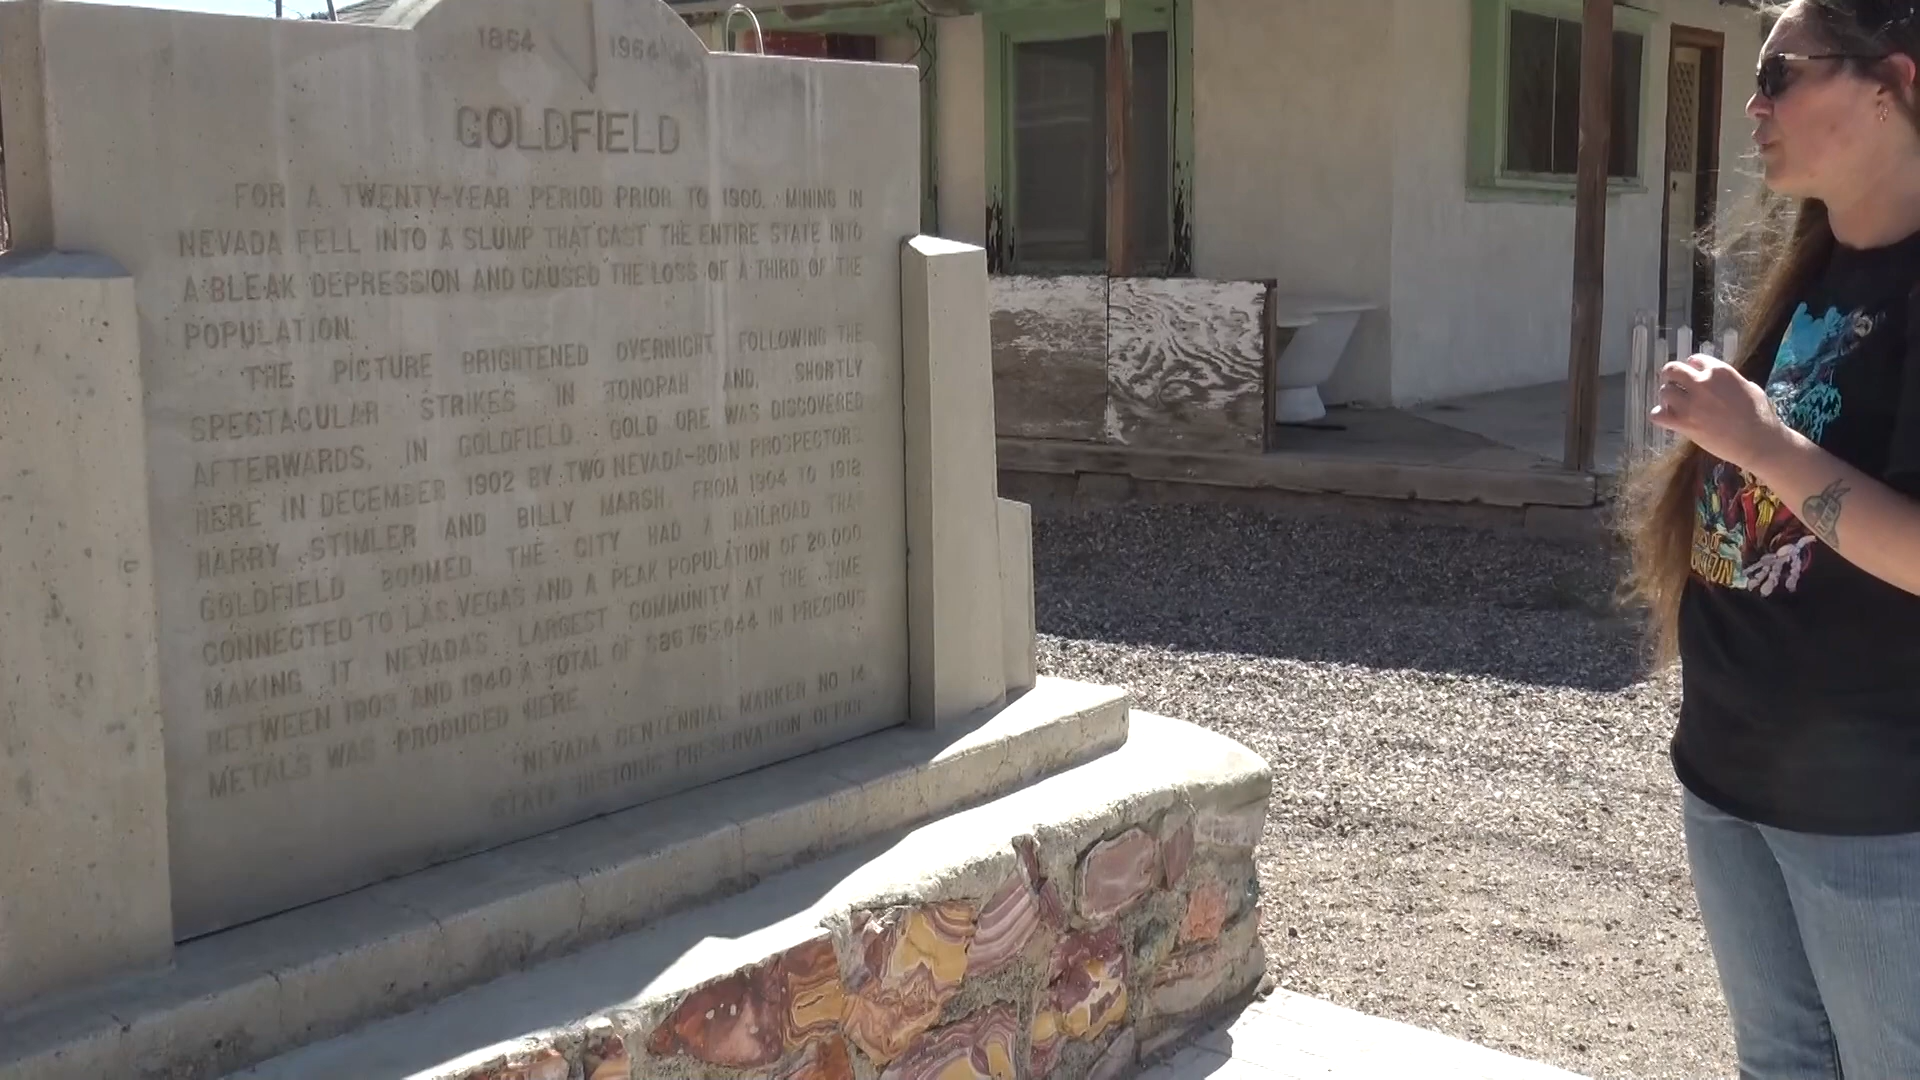 1864 1964
GOLDFIELD
FOR A TWENTY-YEAR PERIOD PRIOR TO 1900, MINING IN
NEVADA FELL INTO A SLUMP THAT CAST THE ENTIRE STATE INTO
A BLEAK DEPRESSION AND CAUSED THE LOSS OF A THIRD OF THE
POPULATION.
THE PICTURE BRIGHTENED OVERNIGHT FOLLOWING THE
SPECTACULAR STRIKES IN TONOPAH AND, SHORTLY
AFTERWARDS, IN GOLDFIELD. GOLD ORE WAS DISCOVERED
HERE IN DECEMBER 1902 BY TWO NEVADA-BORN PROSPECTORS
HARRY STIMLER AND BILLY MARSH. FROM 1904 TO 1918
GOLDFIELD BOOMED. THE CITY HAD A RAILROAD THAT
CONNECTED TO LAS VEGAS AND A PEAK POPULATION OF 20,000
MAKING IT NEVADA'S LARGEST COMMUNITY AT THE TIME
BETWEEN 1903 AND 1940 A TOTAL OF $86,765,044 IN PRECIOUS
METALS WAS PRODUCED HERE.
NEVADA CENTENNIAL MARKER NO 14
STATE HISTORIC PRESERVATION OFFICE